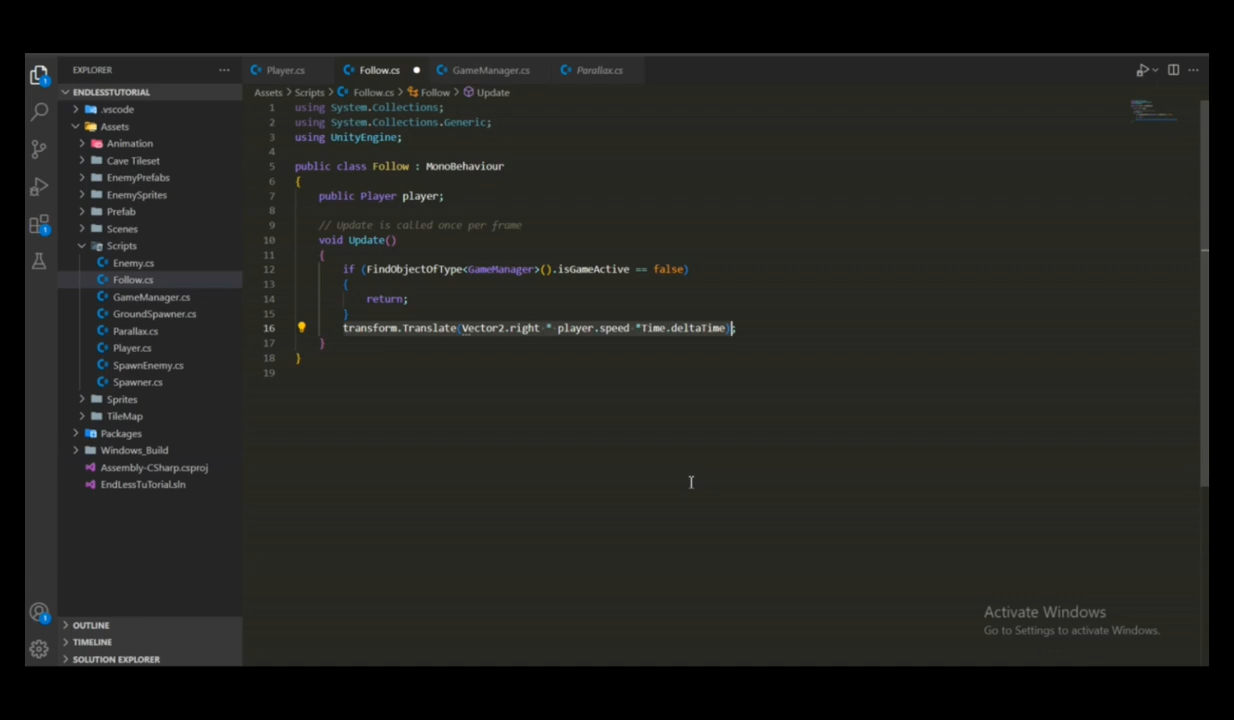 EXPLORER
Player.cs
Follow.cs
GameManager.cs
Parallax.cs
ENDLESSTUTORIAL
.vscode
Assets
Animation
Cave Tileset
EnemyPrefabs
EnemySprites
Prefab
Scenes
Scripts
Enemy.cs
Follow.cs
GameManager.cs
GroundSpawner.cs
Parallax.cs
Player.cs
SpawnEnemy.cs
Spawner.cs
Sprites
TileMap
Packages
Windows_Build
Assembly-CSharp.csproj
EndLessTuTorial.sln
OUTLINE
TIMELINE
SOLUTION EXPLORER
Assets > Scripts > Follow.cs > Follow > Update
1 using System.Collections;
2 using System.Collections.Generic;
3 using UnityEngine;
4
5 public class Follow : MonoBehaviour
6 {
7 public Player player;
8
9 // Update is called once per frame
10 void Update()
11 {
12 if (FindObjectOfType<GameManager>().isGameActive == false)
13 {
14 return;
15 }
16 transform.Translate(Vector2.right * player.speed *Time.deltaTime);
17 }
18 }
19
Activate Windows
Go to Settings to activate Windows.